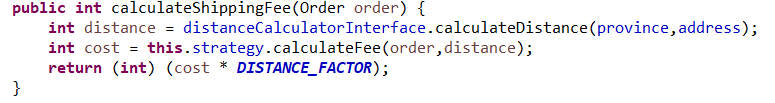 public int calculateShippingFee(Order order) {
    int distance = distanceCalculatorInterface.calculateDistance(province,address);
    int cost = this.strategy.calculateFee(order,distance);
    return (int) (cost * DISTANCE_FACTOR);
}